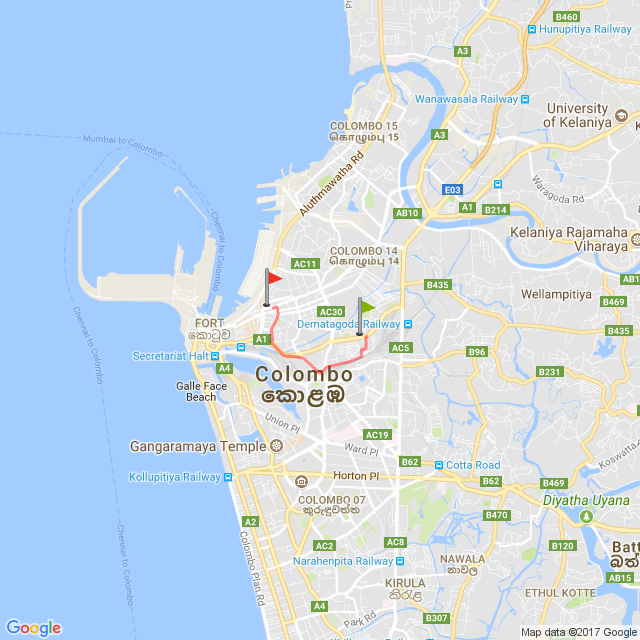 B460
Hunupitiya Railway
A3
Wanawasala Railway
University
of Kelaniya
COLOMBO 15
கொழும்பு 15
A3
Mumbai to Colombo
Aluthmawatha Rd
E03
Waragoda Rd
A1
B214
AB10
Chennai to Colombo
Kelaniya Rajamaha
Viharaya
COLOMBO 14
கொழும்பு 14
AC11
B435
Wellampitiya
B469
AC30
FORT
කොටුව
Dematagoda Railway
B435
A1
Secretariat Halt
AC5
B96
A4
Colombo
කොළඹ
B231
Galle Face
Beach
Chennai to Colombo
Union Pl
AC19
Gangaramaya Temple
Ward Pl
B62
Cotta Road
Koswatta
Kollupitiya Railway
Horton Pl
B62
B469
COLOMBO 07
කුරුඳුවත්ත
Diyatha Uyana
A2
B470
Colombo Plan Rd
AC2
AC8
B120
Batt
බත්
Narahenpita Railway
NAWALA
නාවල
AB15
KIRULA
කිරුළ
ETHUL KOTTE
Chennai to Colombo
A4
Park Rd
B307
Google
Map data ©2017 Google